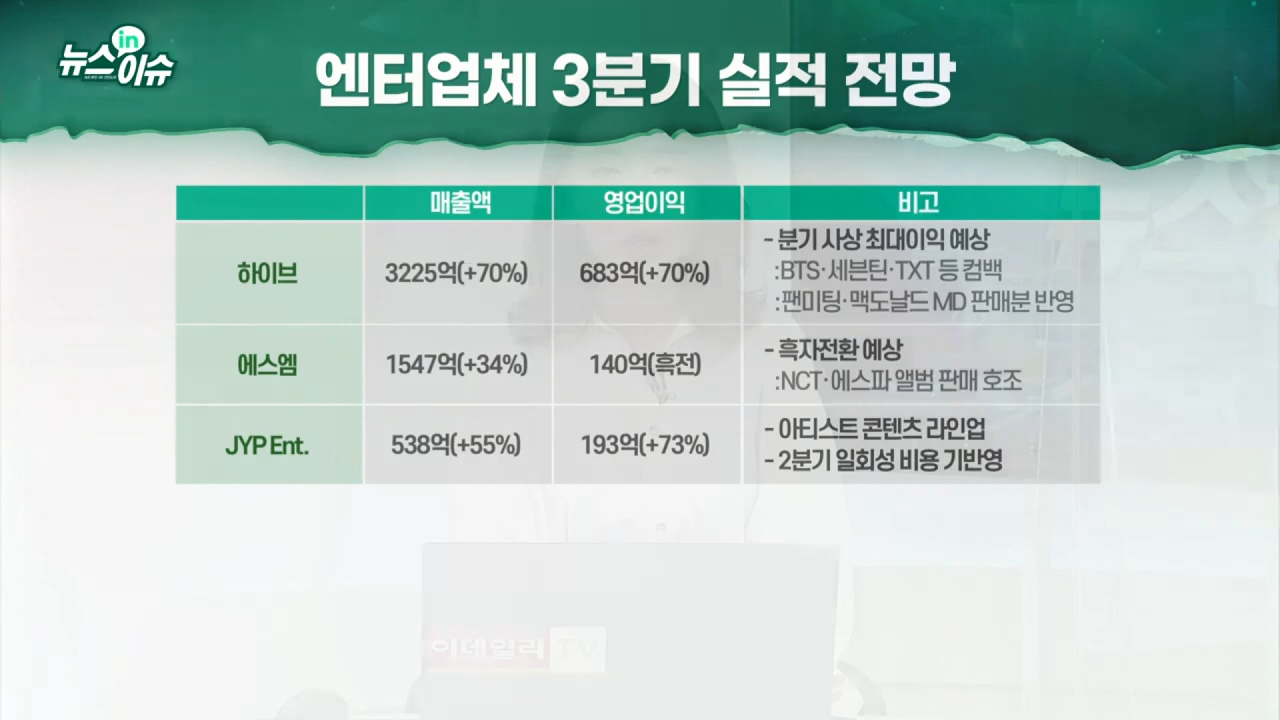 뉴스in이슈
엔터업체 3분기 실적 전망
매출액 영업이익 비고
하이브 3225억(+70%) 683억(+70%) - 분기 사상 최대이익 예상
:BTS·세븐틴·TXT 등 컴백
:팬미팅·맥도날드 MD 판매분 반영
에스엠 1547억(+34%) 140억(흑전) - 흑자전환 예상
:NCT·에스파 앨범 판매 호조
JYP Ent. 538억(+55%) 193억(+73%) - 아티스트 콘텐츠 라인업
- 2분기 일회성 비용 기반영
이데일리 TV